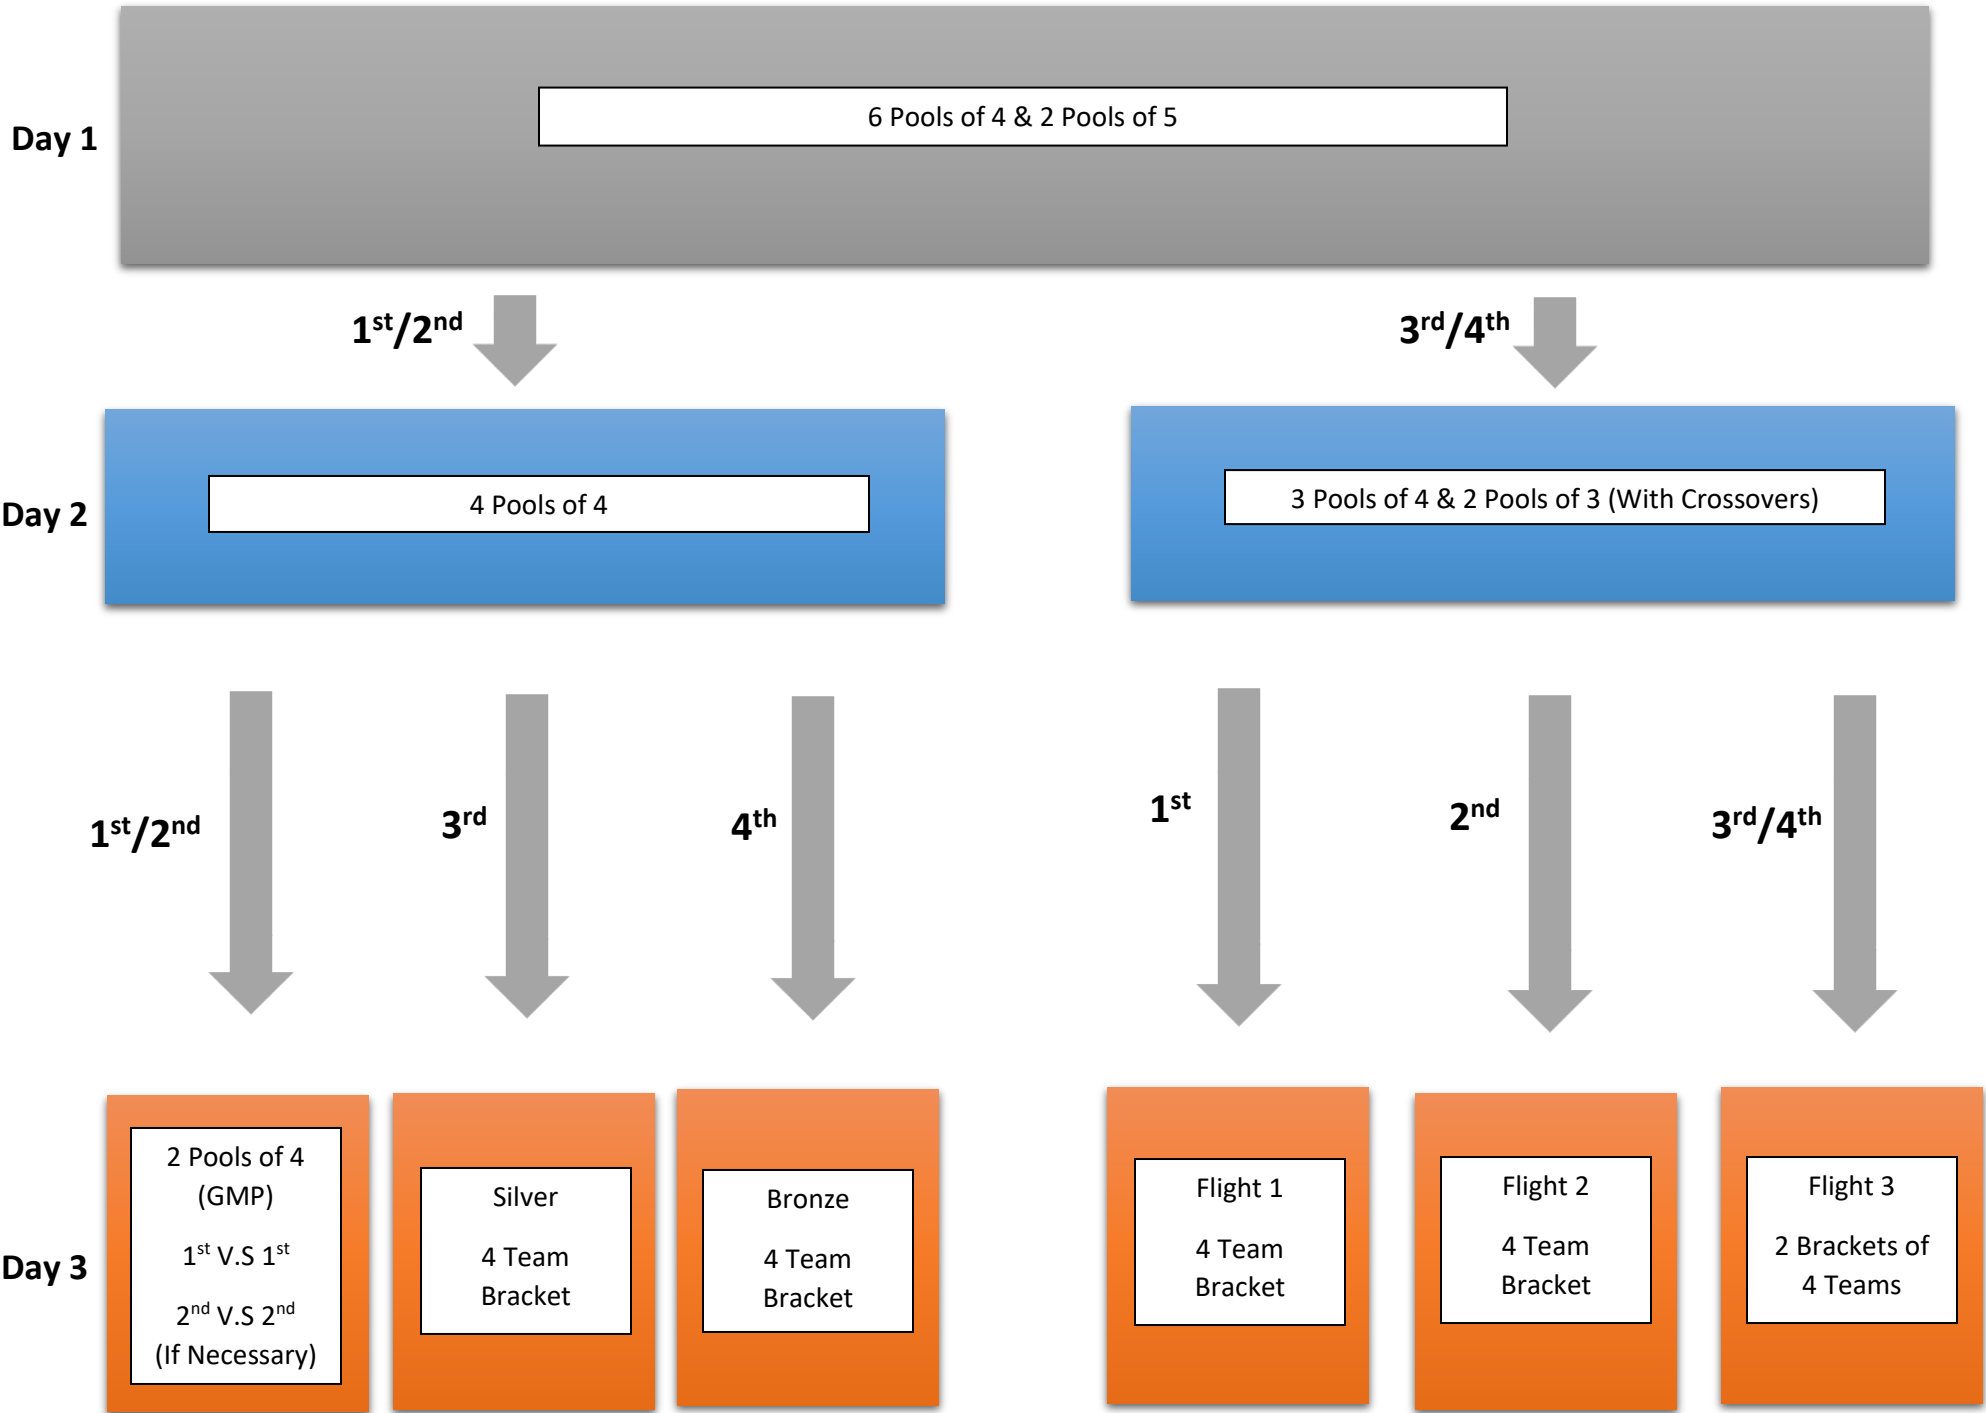 Day 1
6 Pools of 4 & 2 Pools of 5
1st/2nd
3rd/4th
Day 2
4 Pools of 4
3 Pools of 4 & 2 Pools of 3 (With Crossovers)
1st/2nd
3rd
4th
1st
2nd
3rd/4th
Day 3
2 Pools of 4
(GMP)
1st V.S 1st
2nd V.S 2nd
(If Necessary)
Silver
4 Team
Bracket
Bronze
4 Team
Bracket
Flight 1
4 Team
Bracket
Flight 2
4 Team
Bracket
Flight 3
2 Brackets of
4 Teams